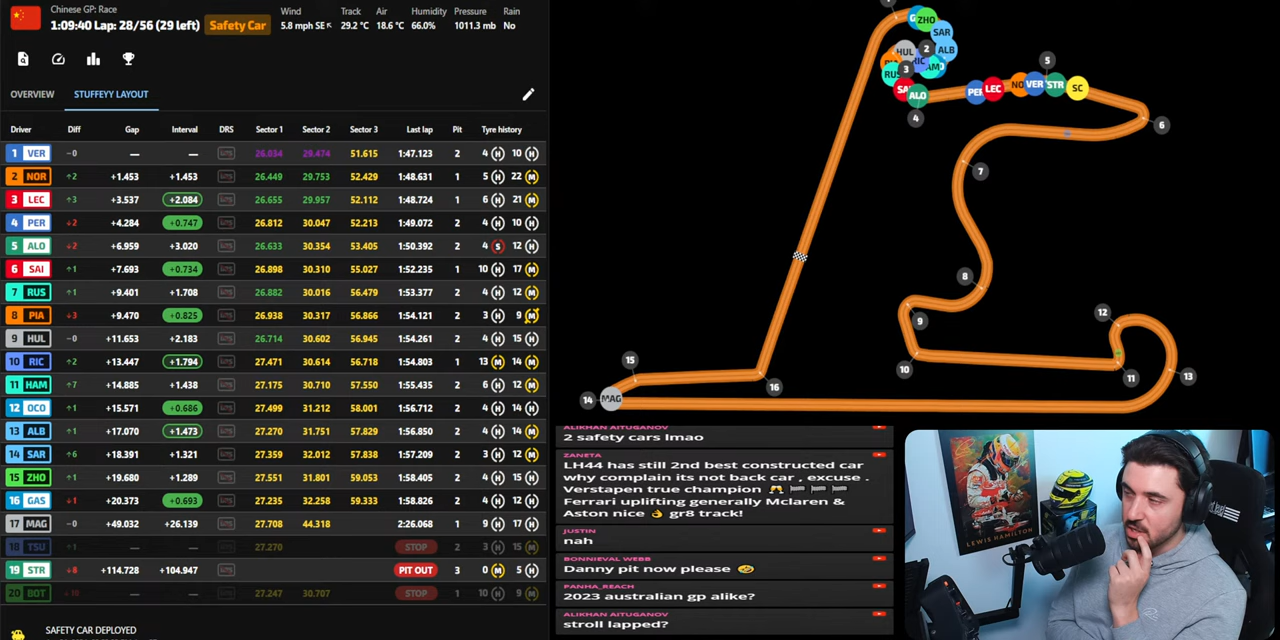 Chinese GP: Race
1:09:40 Lap: 28/56 (29 left) Safety Car
Wind Track Air Humidity Pressure Rain
5.8 mph SE 29.2 °C 18.6 °C 66.0% 1011.3 mb No
OVERVIEW STUFFEYY LAYOUT
Driver Diff Gap Interval DRS Sector 1 Sector 2 Sector 3 Last lap Pit Tyre history
1 VER –0 — — 26.034 29.474 51.615 1:47.123 2 4 H 10 H
2 NOR ↑2 +1.453 +1.453 26.449 29.753 52.429 1:48.631 1 5 H 22 M
3 LEC ↑3 +3.537 +2.084 26.655 29.957 52.112 1:48.724 1 6 H 21 M
4 PER ↓2 +4.284 +0.747 26.812 30.047 52.213 1:49.072 2 4 H 10 H
5 ALO ↓2 +6.959 +3.020 26.633 30.354 53.405 1:50.392 2 4 S 12 H
6 SAI ↑1 +7.693 +0.734 26.898 30.310 55.027 1:52.235 1 10 H 17 M
7 RUS ↑1 +9.401 +1.708 26.882 30.016 56.479 1:53.377 2 4 H 12 M
8 PIA ↓3 +9.470 +0.825 26.938 30.317 56.866 1:54.121 2 3 H 9 M
9 HUL –0 +11.653 +2.183 26.714 30.602 56.945 1:54.261 2 4 H 15 H
10 RIC ↑1 +13.447 +1.794 27.471 30.614 56.718 1:54.803 1 13 M 14 M
11 HAM ↑7 +14.885 +1.438 27.175 30.710 57.550 1:55.435 2 6 H 12 M
12 OCO ↑1 +15.571 +0.686 27.499 31.212 58.001 1:56.712 2 4 H 14 H
13 ALB ↑1 +17.070 +1.473 27.270 31.751 57.829 1:56.850 2 4 H 14 M
14 SAR ↑6 +18.391 +1.321 27.359 32.012 57.838 1:57.209 2 3 H 12 M
15 ZHO ↑1 +19.680 +1.289 27.551 31.801 59.053 1:58.405 2 4 H 14 M
16 GAS ↓1 +20.373 +0.693 27.235 32.258 59.333 1:58.826 2 4 H 12 H
17 MAG –0 +49.032 +26.139 27.708 44.318 2:26.068 1 9 H 17 H
18 TSU ↑1 — — 27.270 STOP 2 3 H 15 M
19 STR ↓8 +114.728 +104.947 PIT OUT 3 0 M 5 H
20 BOT ↓10 — — 27.247 30.707 STOP 1 10 H 9 M
SAFETY CAR DEPLOYED
ZHO
SAR
HUL 2 ALB
RIC
RUS 3
ALO PER LEC NO VER STR SC
5
4
6
7
8
9
10
11
12
13
14 MAG
15
16
ALIKHAN AITUGANOV
2 safety cars lmao
ZANETA
LH44 has still 2nd best constructed car
why complain its not back car , excuse .
Verstapen true champion
Ferrari uplifting generally Mclaren &
Aston nice 👌 gr8 track!
JUSTIN
nah
BONNIEVAL WEBB
Danny pit now please 🤣
PANHA_REACH
2023 australian gp alike?
ALIKHAN AITUGANOV
stroll lapped?
LEWIS HAMILTON